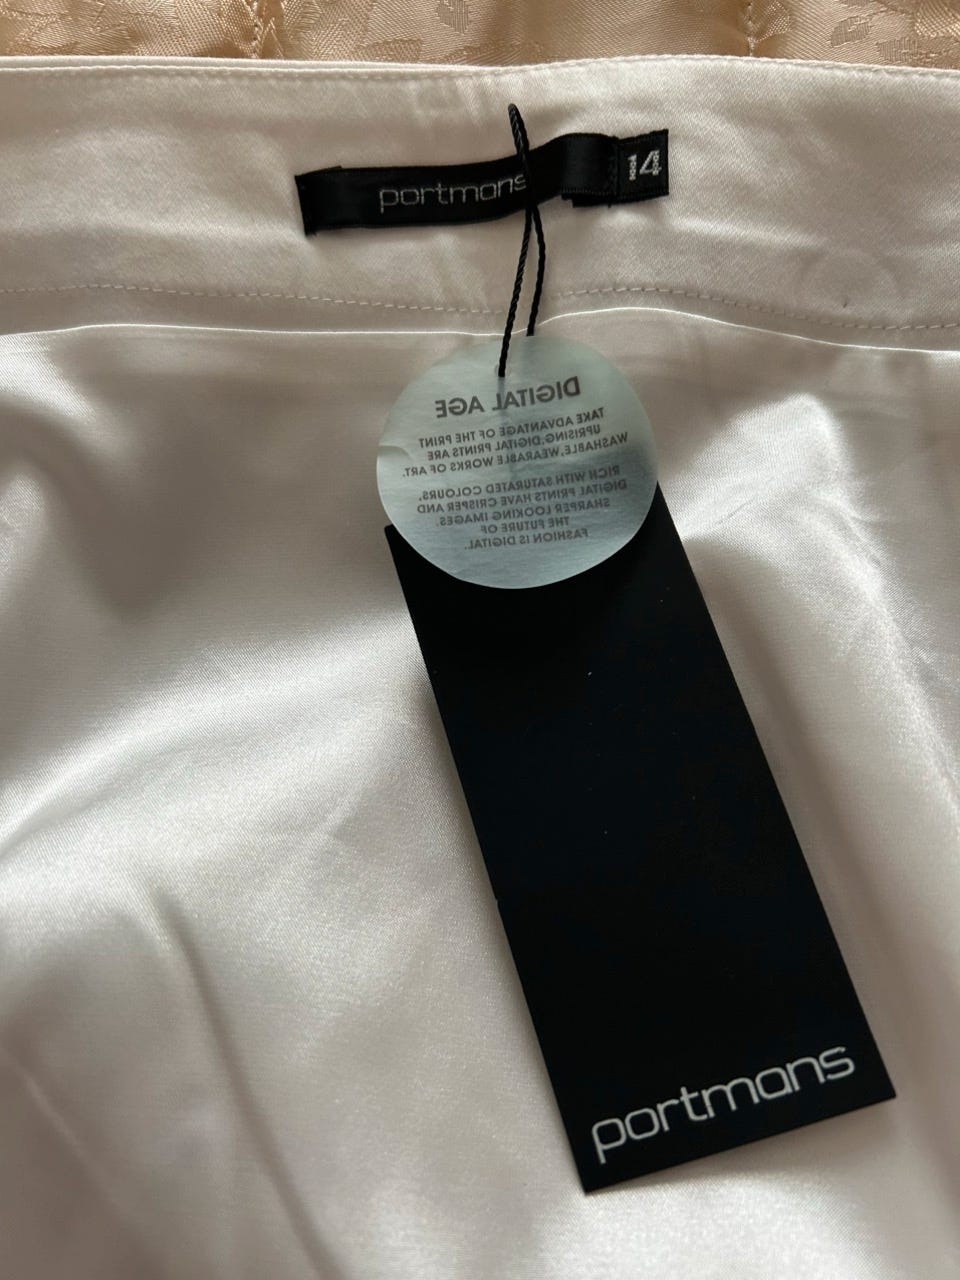 portmans
DIGITAL AGE
TAKE ADVANTAGE OF THE PRINT
UPRISING, DIGITAL PRINTS ARE
WASHABLE, WEARABLE WORKS OF ART.
RICH WITH SATURATED COLOURS,
DIGITAL PRINTS HAVE CRISPER AND
SHARPER LOOKING IMAGES.
THE FUTURE
OF
FASHION IS DIGITAL.
portmans